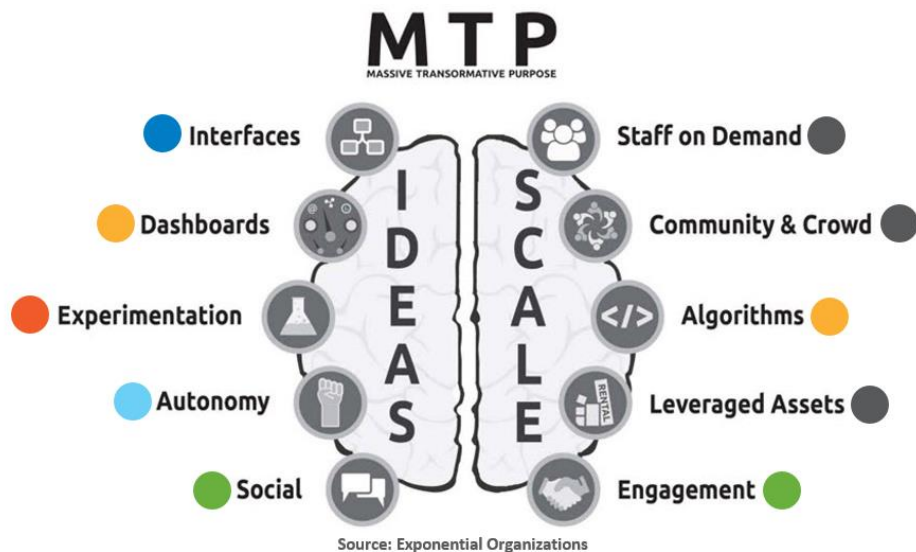 MTP
MASSIVE TRANSORMATIVE PURPOSE
Interfaces
Dashboards
Experimentation
Autonomy
Social
IDEAS
SCALE
Staff on Demand
Community & Crowd
</>
Algorithms
RENTAL
Leveraged Assets
Engagement
Source: Exponential Organizations